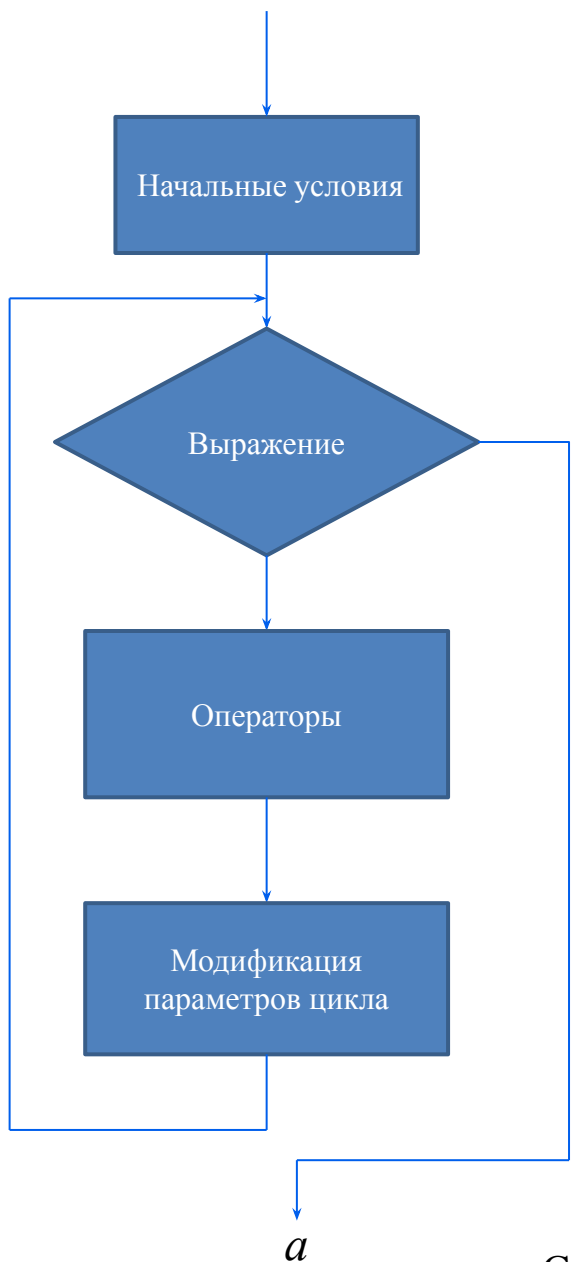 Начальные условия
Выражение
Операторы
Модификация
параметров цикла
a